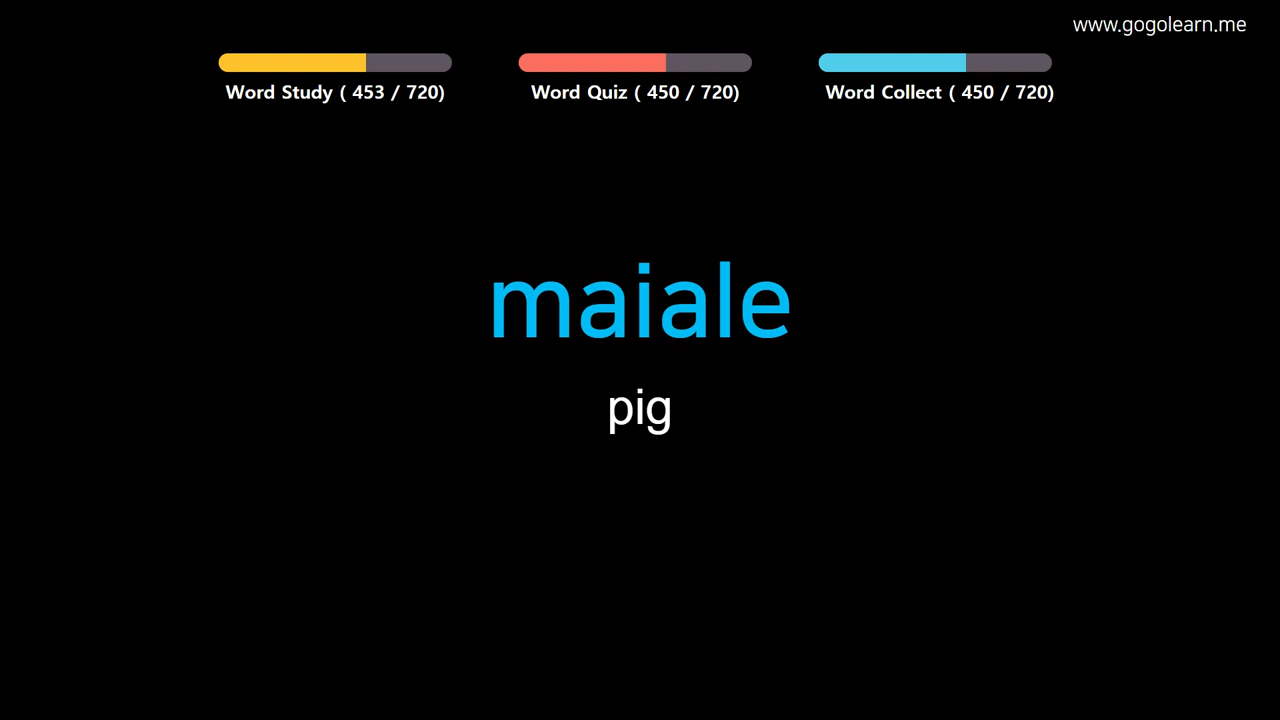 www.gogolearn.me
Word Study ( 453 / 720)
Word Quiz ( 450 / 720)
Word Collect ( 450 / 720)
maiale
pig